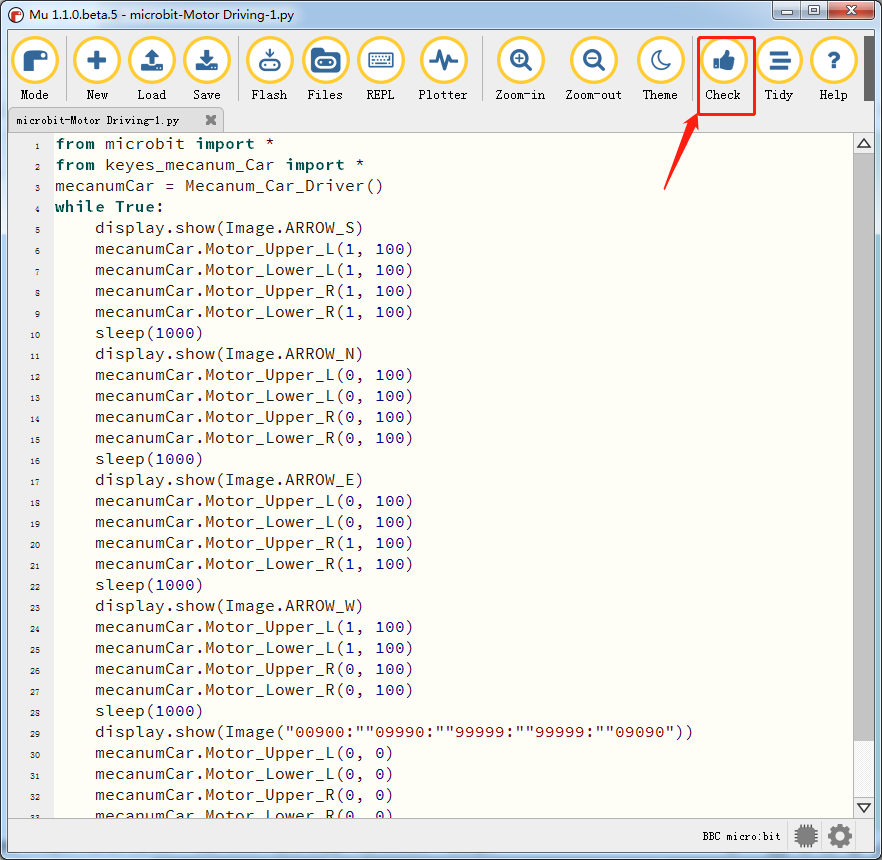 Mu 1.1.0.beta.5 - microbit-Motor Driving-1.py
Mode New Load Save Flash Files REPL Plotter Zoom-in Zoom-out Theme Check Tidy Help
microbit-Motor Driving-1.py
1 from microbit import *
2 from keyes_mecanum_Car import *
3 mecanumCar = Mecanum_Car_Driver()
4 while True:
5 display.show(Image.ARROW_S)
6 mecanumCar.Motor_Upper_L(1, 100)
7 mecanumCar.Motor_Lower_L(1, 100)
8 mecanumCar.Motor_Upper_R(1, 100)
9 mecanumCar.Motor_Lower_R(1, 100)
10 sleep(1000)
11 display.show(Image.ARROW_N)
12 mecanumCar.Motor_Upper_L(0, 100)
13 mecanumCar.Motor_Lower_L(0, 100)
14 mecanumCar.Motor_Upper_R(0, 100)
15 mecanumCar.Motor_Lower_R(0, 100)
16 sleep(1000)
17 display.show(Image.ARROW_E)
18 mecanumCar.Motor_Upper_L(0, 100)
19 mecanumCar.Motor_Lower_L(0, 100)
20 mecanumCar.Motor_Upper_R(1, 100)
21 mecanumCar.Motor_Lower_R(1, 100)
22 sleep(1000)
23 display.show(Image.ARROW_W)
24 mecanumCar.Motor_Upper_L(1, 100)
25 mecanumCar.Motor_Lower_L(1, 100)
26 mecanumCar.Motor_Upper_R(0, 100)
27 mecanumCar.Motor_Lower_R(0, 100)
28 sleep(1000)
29 display.show(Image("00900:""09990:""99999:""99999:""09090"))
30 mecanumCar.Motor_Upper_L(0, 0)
31 mecanumCar.Motor_Lower_L(0, 0)
32 mecanumCar.Motor_Upper_R(0, 0)
33 mecanumCar.Motor_Lower_R(0, 0)
BBC micro:bit